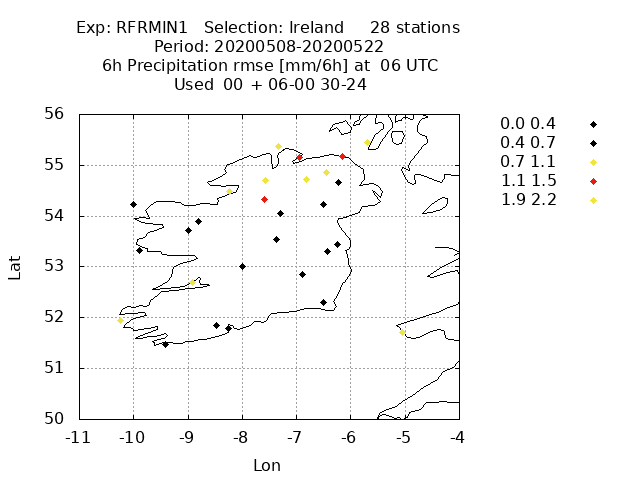 Exp: RFRMIN1 Selection: Ireland 28 stations
Period: 20200508-20200522
6h Precipitation rmse [mm/6h] at 06 UTC
Used 00 + 06-00 30-24
56
55
54
53
52
51
50
Lat
-11 -10 -9 -8 -7 -6 -5 -4
Lon
0.0 0.4
0.4 0.7
0.7 1.1
1.1 1.5
1.9 2.2